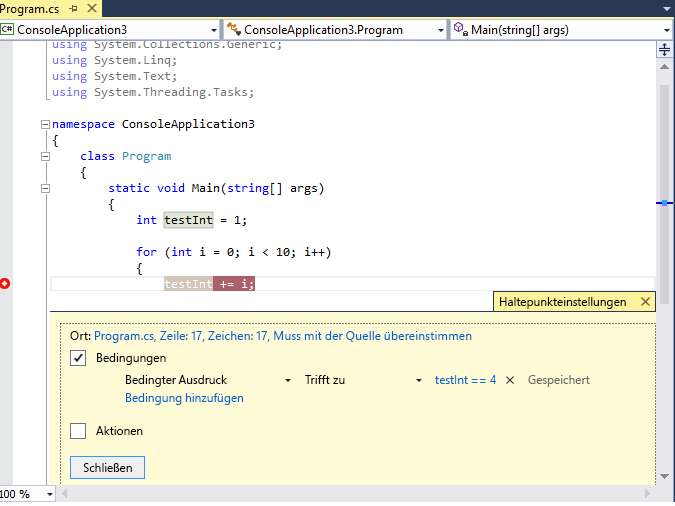 Program.cs
C# ConsoleApplication3 ConsoleApplication3.Program Main(string[] args)
using System.Collections.Generic;
using System.Linq;
using System.Text;
using System.Threading.Tasks;
namespace ConsoleApplication3
{
class Program
{
static void Main(string[] args)
{
int testInt = 1;
for (int i = 0; i < 10; i++)
{
testInt += i;
Haltepunkteinstellungen
Ort: Program.cs, Zeile: 17, Zeichen: 17, Muss mit der Quelle übereinstimmen
Bedingungen
Bedingter Ausdruck Trifft zu testInt == 4 Gespeichert
Bedingung hinzufügen
Aktionen
Schließen
100 %